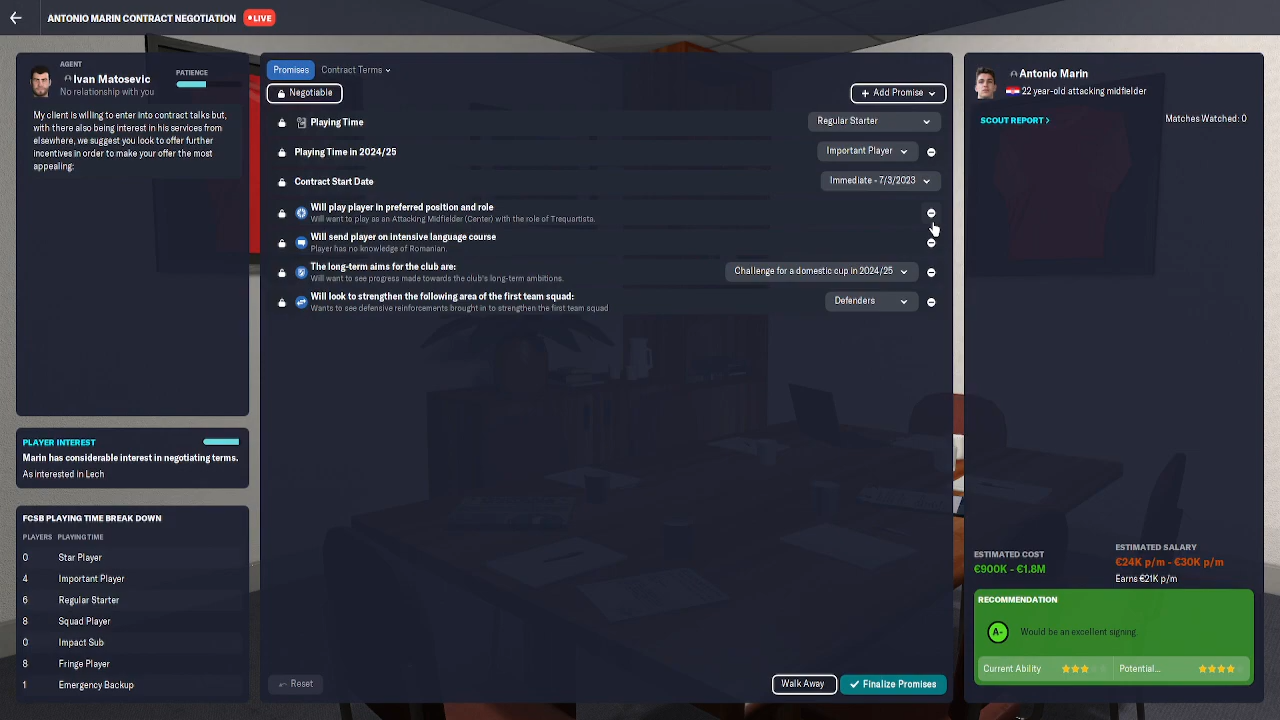 ANTONIO MARIN CONTRACT NEGOTIATION LIVE
AGENT
Ivan Matosevic
No relationship with you
PATIENCE
My client is willing to enter into contract talks but,
with there also being interest in his services from
elsewhere, we suggest you look to offer further
incentives in order to make your offer the most
appealing:
PLAYER INTEREST
Marin has considerable interest in negotiating terms.
As interested in Lech
FCSB PLAYING TIME BREAK DOWN
PLAYERS PLAYING TIME
0 Star Player
4 Important Player
6 Regular Starter
8 Squad Player
0 Impact Sub
8 Fringe Player
1 Emergency Backup
Promises Contract Terms
Negotiable
Add Promise
Playing Time Regular Starter
Playing Time in 2024/25 Important Player
Contract Start Date Immediate - 7/3/2023
Will play player in preferred position and role
Will want to play as an Attacking Midfielder (Center) with the role of Trequartista.
Will send player on intensive language course
Player has no knowledge of Romanian.
The long-term aims for the club are: Challenge for a domestic cup in 2024/25
Will want to see progress made towards the club's long-term ambitions.
Will look to strengthen the following area of the first team squad: Defenders
Wants to see defensive reinforcements brought in to strengthen the first team squad
Reset
Walk Away
Finalize Promises
Antonio Marin
22 year-old attacking midfielder
SCOUT REPORT >
Matches Watched: 0
ESTIMATED COST
€900K - €1.8M
ESTIMATED SALARY
€24K p/m - €30K p/m
Earns €21K p/m
RECOMMENDATION
A- Would be an excellent signing
Current Ability
Potential...